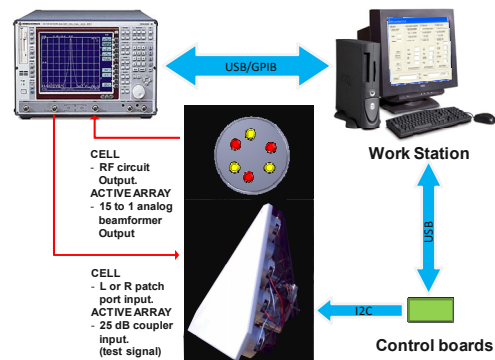 USB/GPIB
CELL
- RF circuit
Output.
ACTIVE ARRAY
- 15 to 1 analog
beamformer
Output
Work Station
USB
CELL
- L or R patch
port input.
ACTIVE ARRAY
- 25 dB coupler
input.
(test signal)
I2C
Control boards